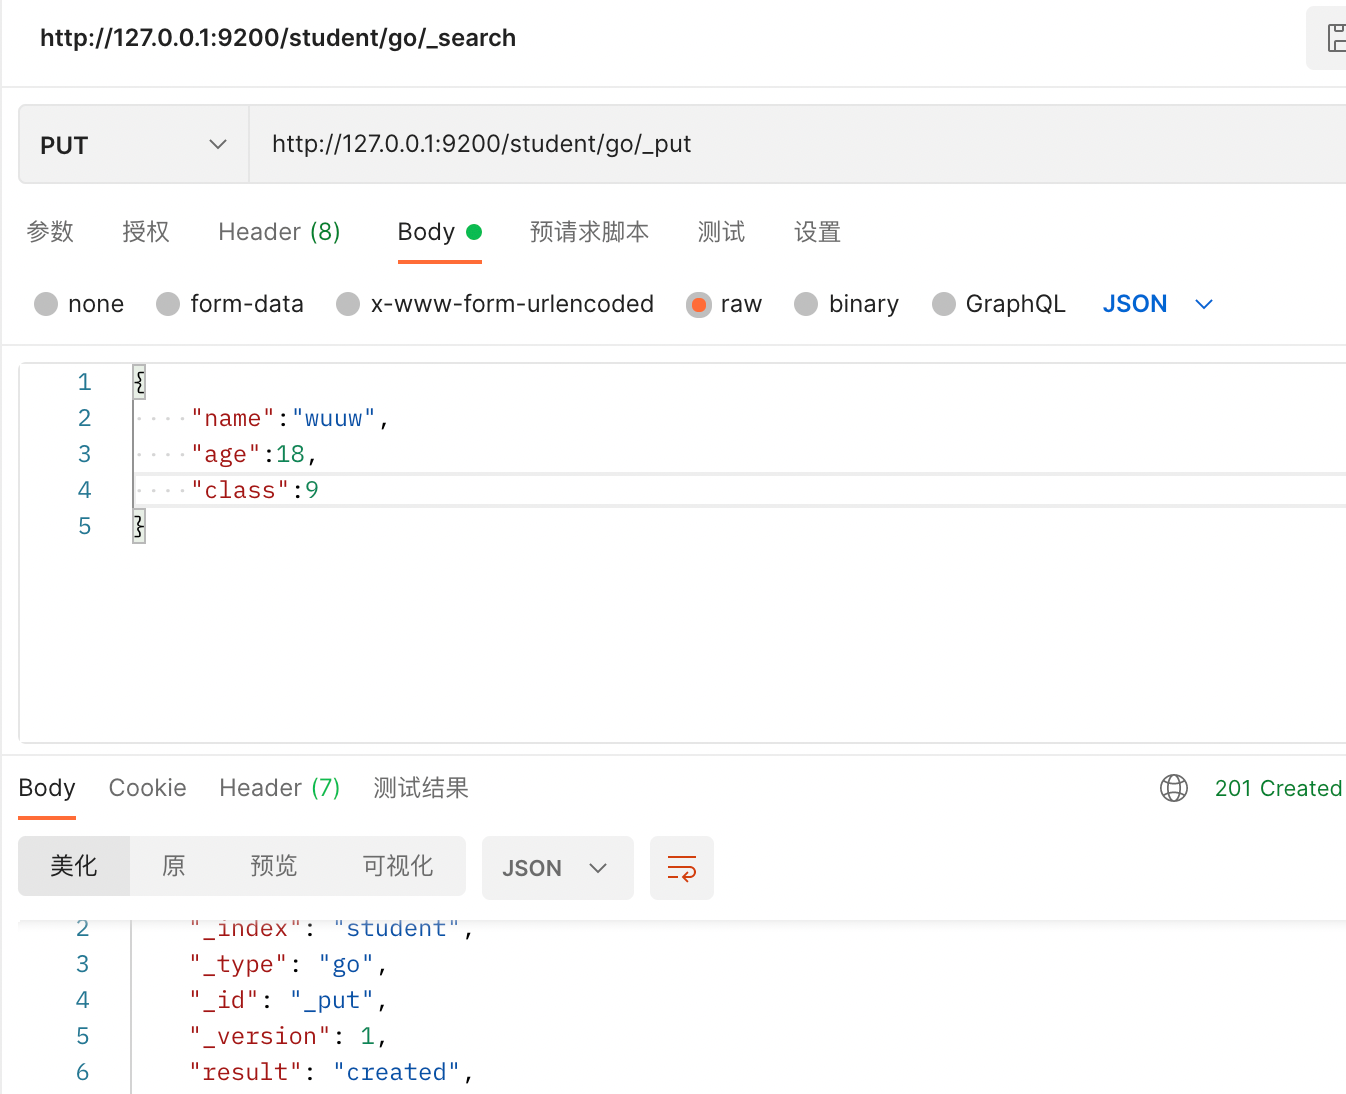 http://127.0.0.1:9200/student/go/_search
PUT http://127.0.0.1:9200/student/go/_put
参数 授权 Header (8) Body 预请求脚本 测试 设置
none form-data x-www-form-urlencoded raw binary GraphQL JSON
1 {
2 "name":"wuuw",
3 "age":18,
4 "class":9
5 }
Body Cookie Header (7) 测试结果 201 Created
美化 原 预览 可视化 JSON
2 "_index": "student",
3 "_type": "go",
4 "_id": "_put",
5 "_version": 1,
6 "result": "created",